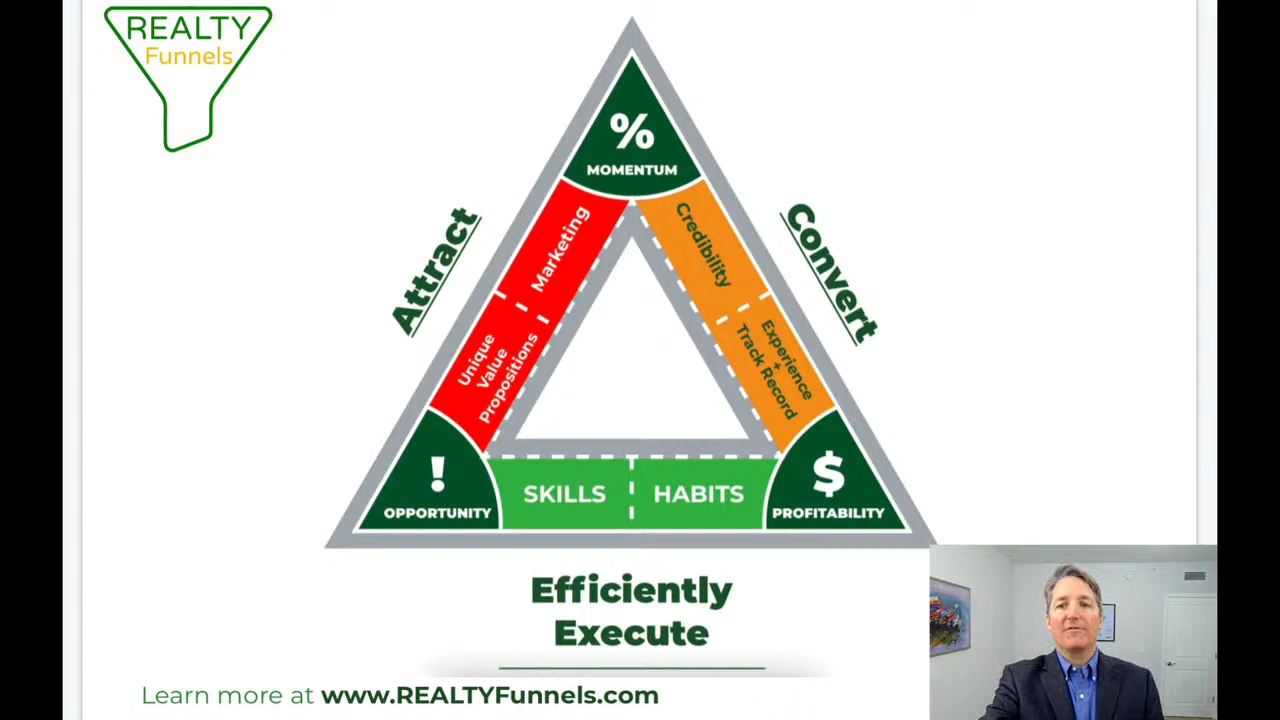 REALTY
Funnels
%
MOMENTUM
Attract
Marketing
Unique
Value
Propositions
Convert
Credibility
Experience
+
Track Record
!
OPPORTUNITY
SKILLS
HABITS
$
PROFITABILITY
Efficiently
Execute
Learn more at www.REALTYFunnels.com